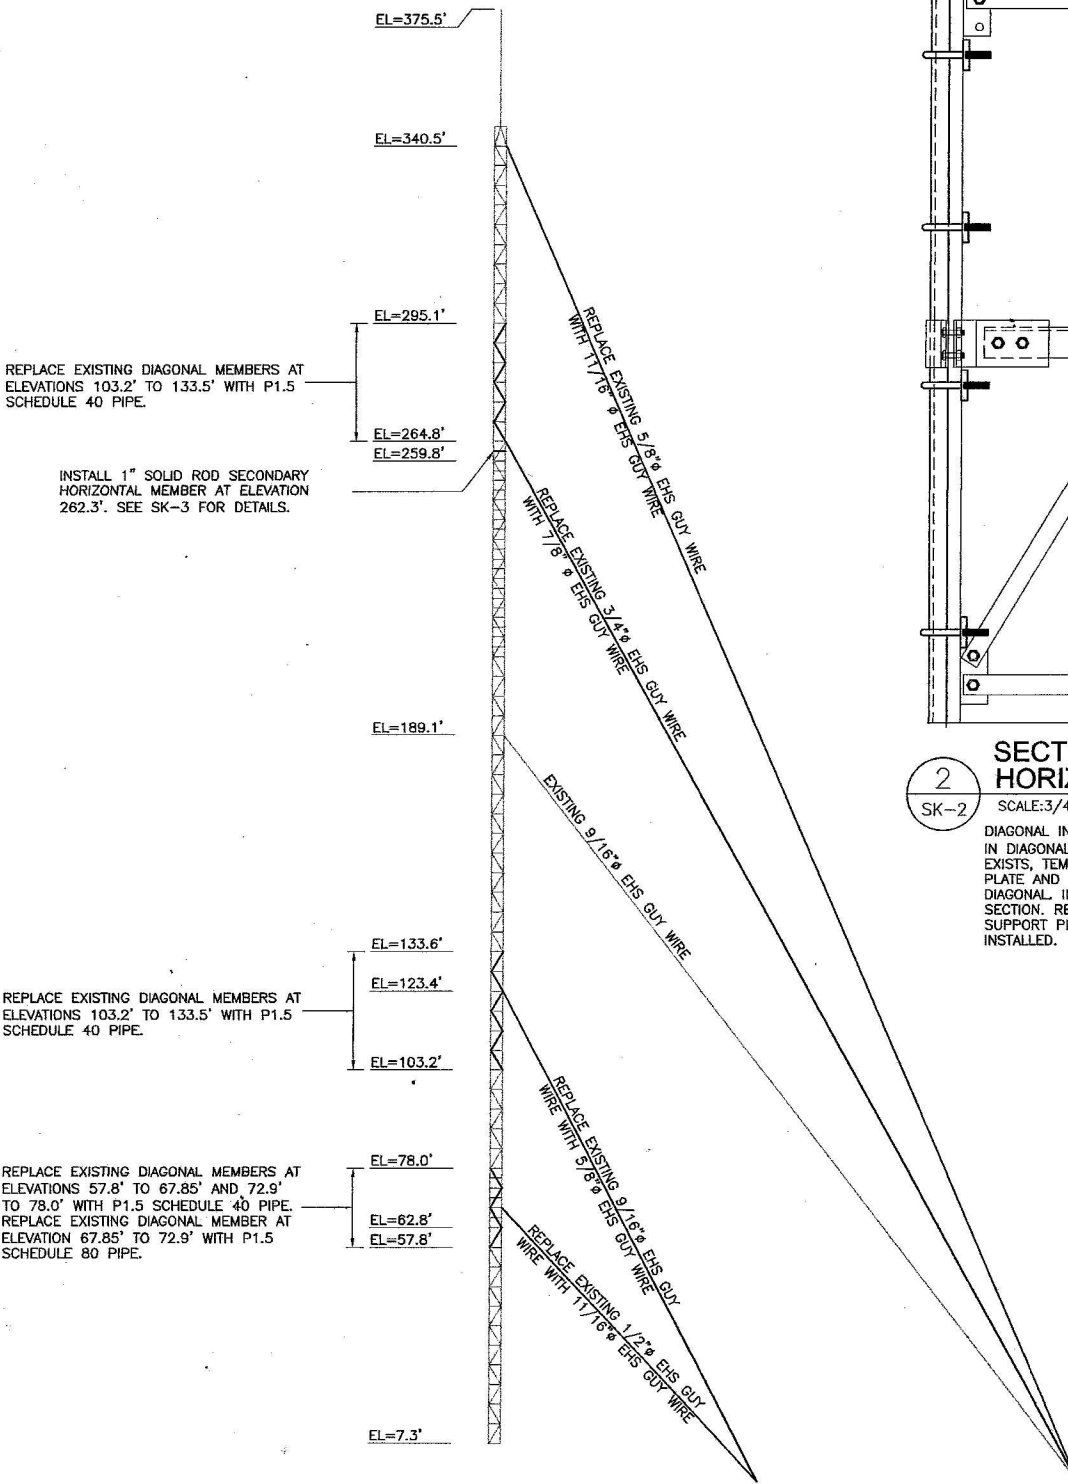 EL=375.5'
EL=340.5'
EL=295.1'
REPLACE EXISTING DIAGONAL MEMBERS AT
ELEVATIONS 103.2' TO 133.5' WITH P1.5
SCHEDULE 40 PIPE.
EL=264.8'
EL=259.8'
INSTALL 1" SOLID ROD SECONDARY
HORIZONTAL MEMBER AT ELEVATION
262.3'. SEE SK-3 FOR DETAILS.
REPLACE EXISTING 5/8"ø EHS GUY WIRE
WITH 11/16" ø EHS GUY WIRE
REPLACE EXISTING 3/4"ø EHS GUY WIRE
WITH 7/8" ø EHS GUY WIRE
EL=189.1'
EXISTING 9/16"ø EHS GUY WIRE
EL=133.6'
EL=123.4'
REPLACE EXISTING DIAGONAL MEMBERS AT
ELEVATIONS 103.2' TO 133.5' WITH P1.5
SCHEDULE 40 PIPE.
EL=103.2'
REPLACE EXISTING 9/16"ø EHS GUY
WIRE WITH 5/8"ø EHS GUY WIRE
EL=78.0'
REPLACE EXISTING DIAGONAL MEMBERS AT
ELEVATIONS 57.8' TO 67.85' AND 72.9'
TO 78.0' WITH P1.5 SCHEDULE 40 PIPE.
REPLACE EXISTING DIAGONAL MEMBER AT
ELEVATION 67.85' TO 72.9' WITH P1.5
SCHEDULE 80 PIPE.
EL=62.8'
EL=57.8'
REPLACE EXISTING 1/2"ø EHS GUY
WIRE WITH 11/16"ø EHS GUY WIRE
EL=7.3'
2
SK-2
SECT
HORIZ
SCALE:3/4
DIAGONAL IN
IN DIAGONAL
EXISTS, TEM
PLATE AND
DIAGONAL. IN
SECTION. RE
SUPPORT PL
INSTALLED.